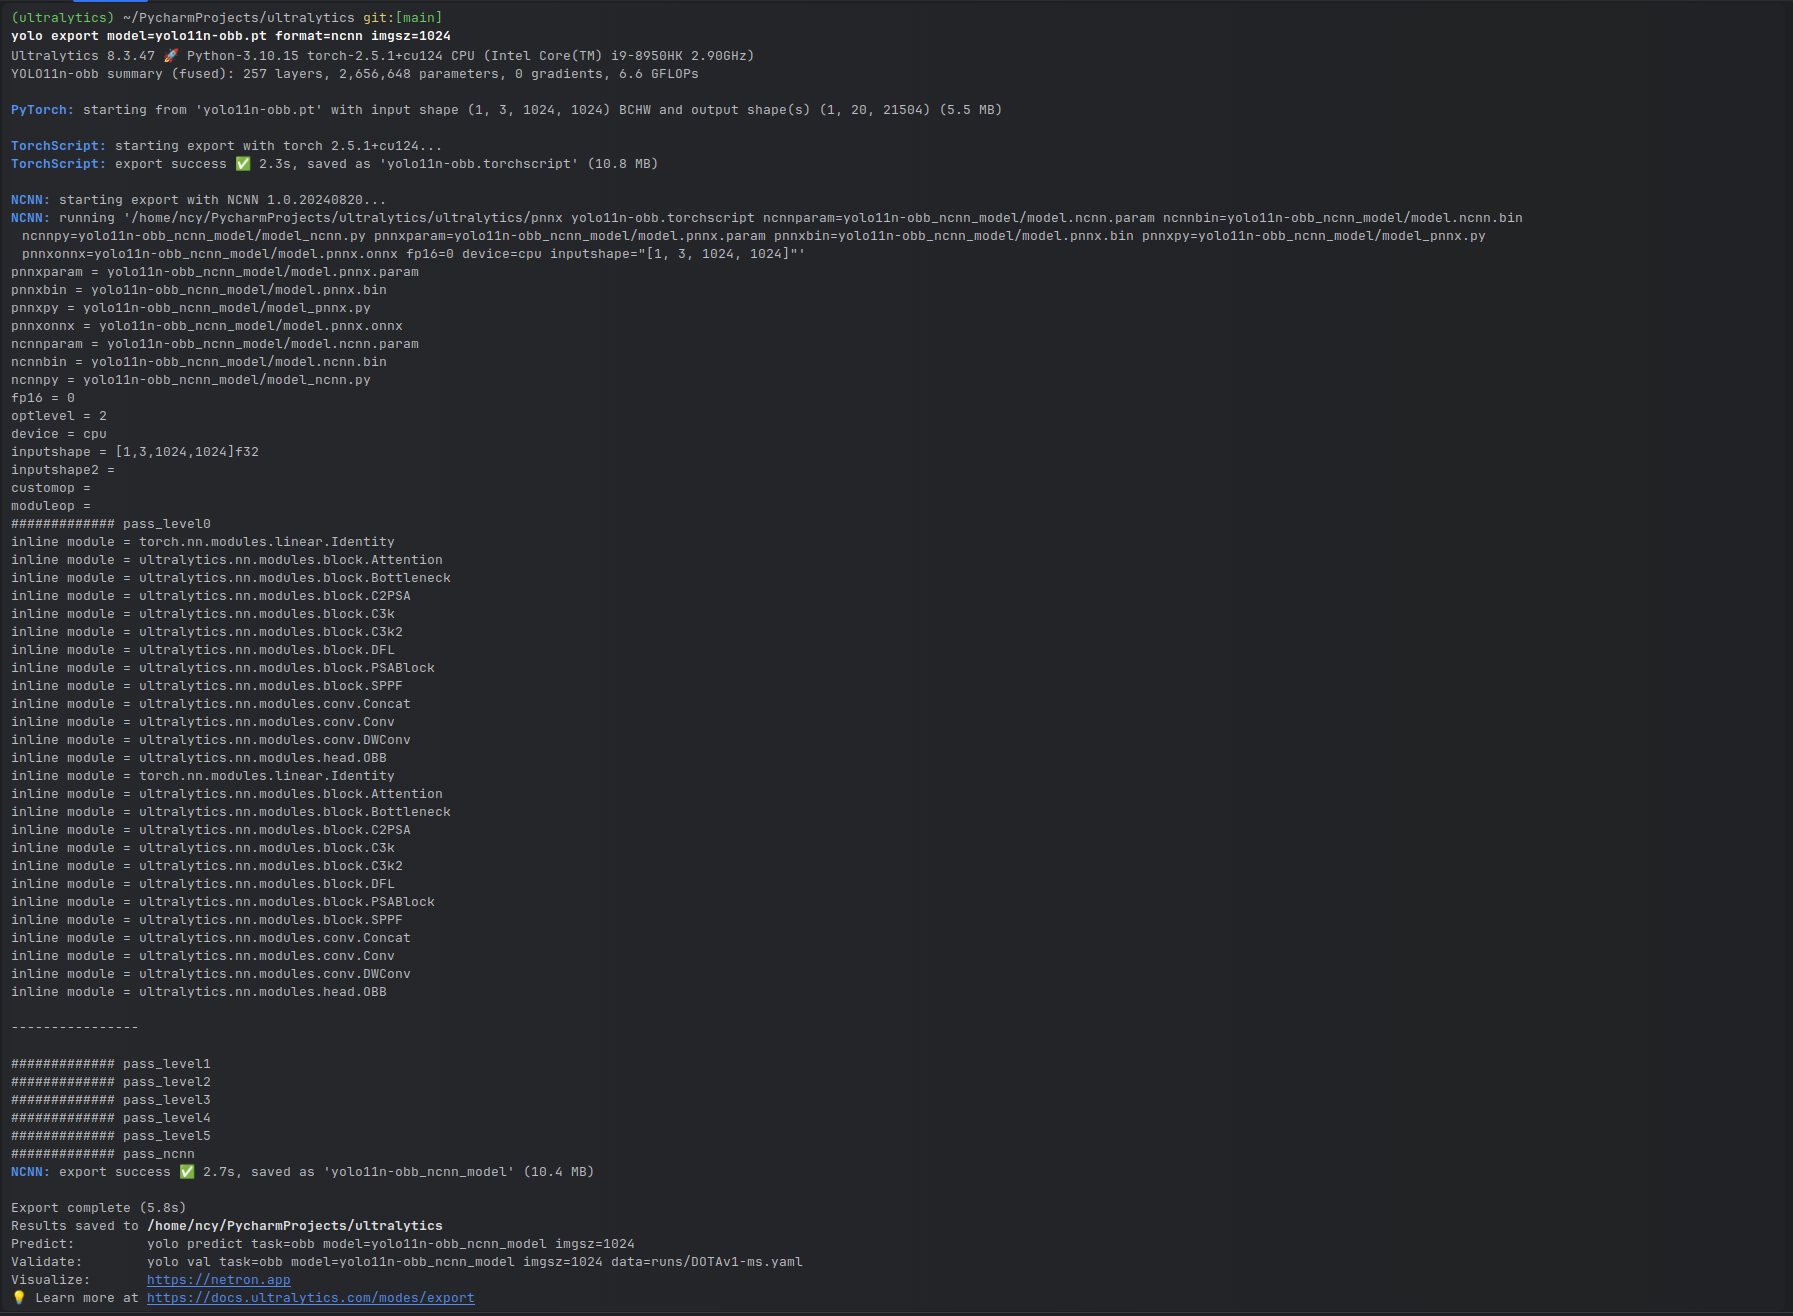 (ultralytics) ~/PycharmProjects/ultralytics git:[main]
yolo export model=yolo11n-obb.pt format=ncnn imgsz=1024
Ultralytics 8.3.47 🚀 Python-3.10.15 torch-2.5.1+cu124 CPU (Intel Core(TM) i9-8950HK 2.90GHz)
YOLO11n-obb summary (fused): 257 layers, 2,656,648 parameters, 0 gradients, 6.6 GFLOPs
PyTorch: starting from 'yolo11n-obb.pt' with input shape (1, 3, 1024, 1024) BCHW and output shape(s) (1, 20, 21504) (5.5 MB)
TorchScript: starting export with torch 2.5.1+cu124...
TorchScript: export success ✅ 2.3s, saved as 'yolo11n-obb.torchscript' (10.8 MB)
NCNN: starting export with NCNN 1.0.20240820...
NCNN: running '/home/ncy/PycharmProjects/ultralytics/ultralytics/pnnx yolo11n-obb.torchscript ncnnparam=yolo11n-obb_ncnn_model/model.ncnn.param ncnnbin=yolo11n-obb_ncnn_model/model.ncnn.bin
ncnnpy=yolo11n-obb_ncnn_model/model_ncnn.py pnnxparam=yolo11n-obb_ncnn_model/model.pnnx.param pnnxbin=yolo11n-obb_ncnn_model/model.pnnx.bin pnnxpy=yolo11n-obb_ncnn_model/model_pnnx.py
pnnxonnx=yolo11n-obb_ncnn_model/model.pnnx.onnx fp16=0 device=cpu inputshape="[1, 3, 1024, 1024]"'
pnnxparam = yolo11n-obb_ncnn_model/model.pnnx.param
pnnxbin = yolo11n-obb_ncnn_model/model.pnnx.bin
pnnxpy = yolo11n-obb_ncnn_model/model_pnnx.py
pnnxonnx = yolo11n-obb_ncnn_model/model.pnnx.onnx
ncnnparam = yolo11n-obb_ncnn_model/model.ncnn.param
ncnnbin = yolo11n-obb_ncnn_model/model.ncnn.bin
ncnnpy = yolo11n-obb_ncnn_model/model_ncnn.py
fp16 = 0
optlevel = 2
device = cpu
inputshape = [1,3,1024,1024]f32
inputshape2 =
customop =
moduleop =
############# pass_level0
inline module = torch.nn.modules.linear.Identity
inline module = ultralytics.nn.modules.block.Attention
inline module = ultralytics.nn.modules.block.Bottleneck
inline module = ultralytics.nn.modules.block.C2PSA
inline module = ultralytics.nn.modules.block.C3k
inline module = ultralytics.nn.modules.block.C3k2
inline module = ultralytics.nn.modules.block.DFL
inline module = ultralytics.nn.modules.block.PSABlock
inline module = ultralytics.nn.modules.block.SPPF
inline module = ultralytics.nn.modules.conv.Concat
inline module = ultralytics.nn.modules.conv.Conv
inline module = ultralytics.nn.modules.conv.DWConv
inline module = ultralytics.nn.modules.head.OBB
inline module = torch.nn.modules.linear.Identity
inline module = ultralytics.nn.modules.block.Attention
inline module = ultralytics.nn.modules.block.Bottleneck
inline module = ultralytics.nn.modules.block.C2PSA
inline module = ultralytics.nn.modules.block.C3k
inline module = ultralytics.nn.modules.block.C3k2
inline module = ultralytics.nn.modules.block.DFL
inline module = ultralytics.nn.modules.block.PSABlock
inline module = ultralytics.nn.modules.block.SPPF
inline module = ultralytics.nn.modules.conv.Concat
inline module = ultralytics.nn.modules.conv.Conv
inline module = ultralytics.nn.modules.conv.DWConv
inline module = ultralytics.nn.modules.head.OBB
----------------
############# pass_level1
############# pass_level2
############# pass_level3
############# pass_level4
############# pass_level5
############# pass_ncnn
NCNN: export success ✅ 2.7s, saved as 'yolo11n-obb_ncnn_model' (10.4 MB)
Export complete (5.8s)
Results saved to /home/ncy/PycharmProjects/ultralytics
Predict:         yolo predict task=obb model=yolo11n-obb_ncnn_model imgsz=1024
Validate:        yolo val task=obb model=yolo11n-obb_ncnn_model imgsz=1024 data=runs/DOTAv1-ms.yaml
Visualize:       https://netron.app
💡 Learn more at https://docs.ultralytics.com/modes/export